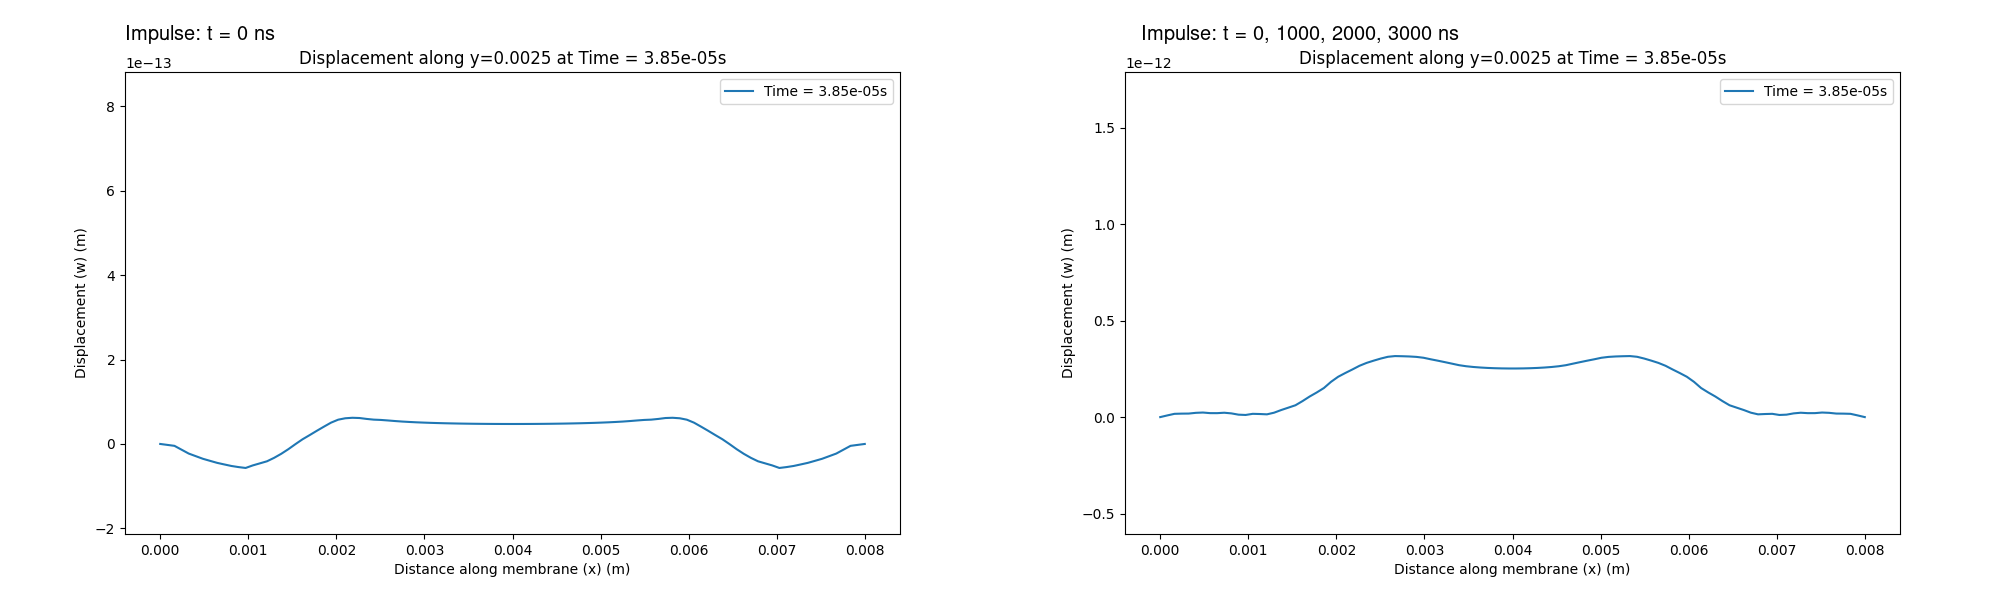 Impulse: t = 0 ns
Displacement along y=0.0025 at Time = 3.85e-05s
1e−13
Time = 3.85e-05s
8
6
4
2
0
−2
Displacement (w) (m)
0.000 0.001 0.002 0.003 0.004 0.005 0.006 0.007 0.008
Distance along membrane (x) (m)
Impulse: t = 0, 1000, 2000, 3000 ns
Displacement along y=0.0025 at Time = 3.85e-05s
1e−12
Time = 3.85e-05s
1.5
1.0
0.5
0.0
−0.5
Displacement (w) (m)
0.000 0.001 0.002 0.003 0.004 0.005 0.006 0.007 0.008
Distance along membrane (x) (m)